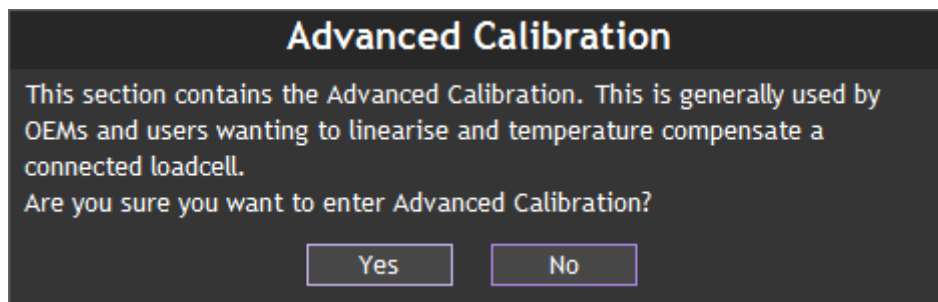 Advanced Calibration
This section contains the Advanced Calibration. This is generally used by
OEMs and users wanting to linearise and temperature compensate a
connected loadcell.
Are you sure you want to enter Advanced Calibration?
Yes No